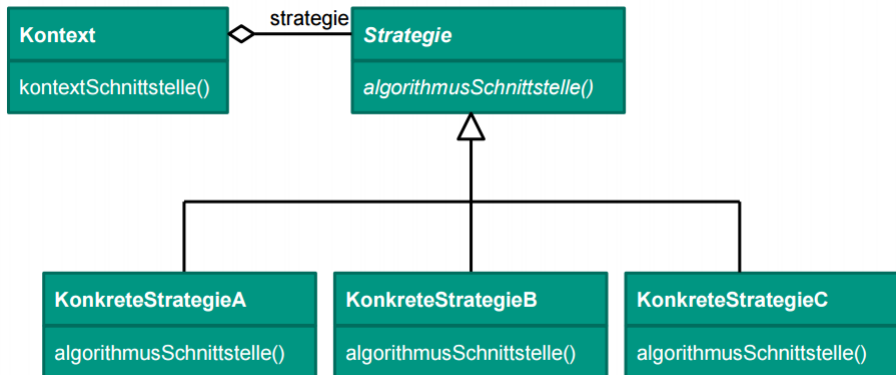 strategie
Kontext
Strategie
kontextSchnittstelle()
algorithmusSchnittstelle()
KonkreteStrategieA
KonkreteStrategieB
KonkreteStrategieC
algorithmusSchnittstelle()
algorithmusSchnittstelle()
algorithmusSchnittstelle()